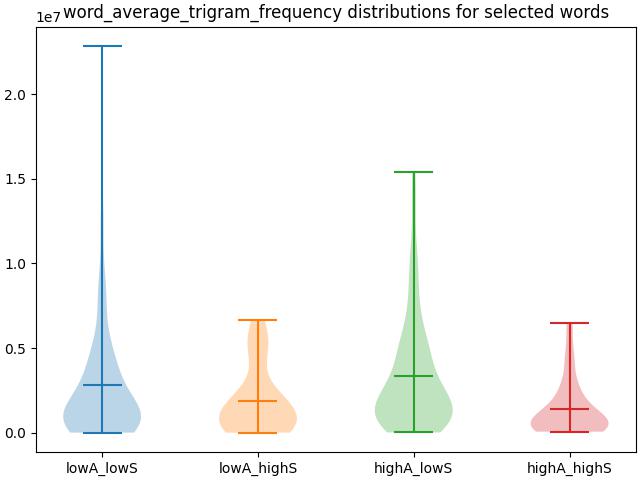 word_average_trigram_frequency distributions for selected words
1e7
2.0
1.5
1.0
0.5
0.0
lowA_lowS lowA_highS highA_lowS highA_highS